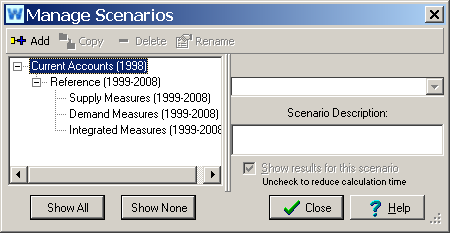 W Manage Scenarios
Add Copy Delete Rename
Current Accounts (1998)
Reference (1999-2008)
Supply Measures (1999-2008)
Demand Measures (1999-2008)
Integrated Measures (1999-2008
Scenario Description:
Show results for this scenario
Uncheck to reduce calculation time
Show All Show None Close ? Help